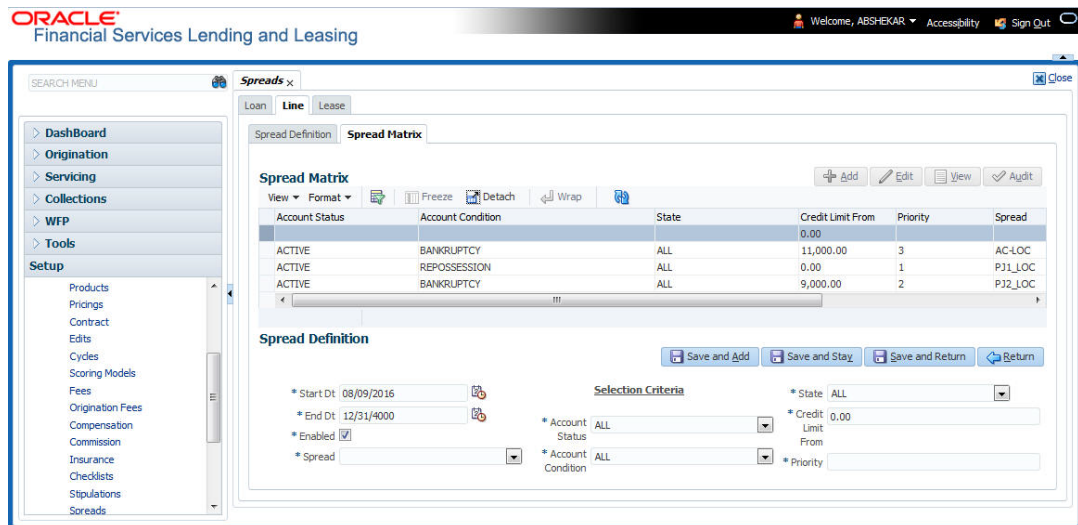 ORACLE®
Financial Services Lending and Leasing
Welcome, ABSHEKAR Accessibility Sign Out
SEARCH MENU
Spreads x
Close
Loan Line Lease
Spread Definition Spread Matrix
DashBoard
Origination
Servicing
Collections
WFP
Tools
Setup
Products
Pricings
Contract
Edits
Cycles
Scoring Models
Fees
Origination Fees
Compensation
Commission
Insurance
Checklists
Stipulations
Spreads
Spread Matrix
Add Edit View Audit
View Format Freeze Detach Wrap
Account Status Account Condition State Credit Limit From Priority Spread
0.00
ACTIVE BANKRUPTCY ALL 11,000.00 3 AC-LOC
ACTIVE REPOSSESSION ALL 0.00 1 PJ1_LOC
ACTIVE BANKRUPTCY ALL 9,000.00 2 PJ2_LOC
Spread Definition
Save and Add Save and Stay Save and Return Return
* Start Dt 08/09/2016
* End Dt 12/31/4000
* Enabled
* Spread
Selection Criteria
* Account Status ALL
* Account Condition ALL
* State ALL
* Credit Limit From 0.00
* Priority